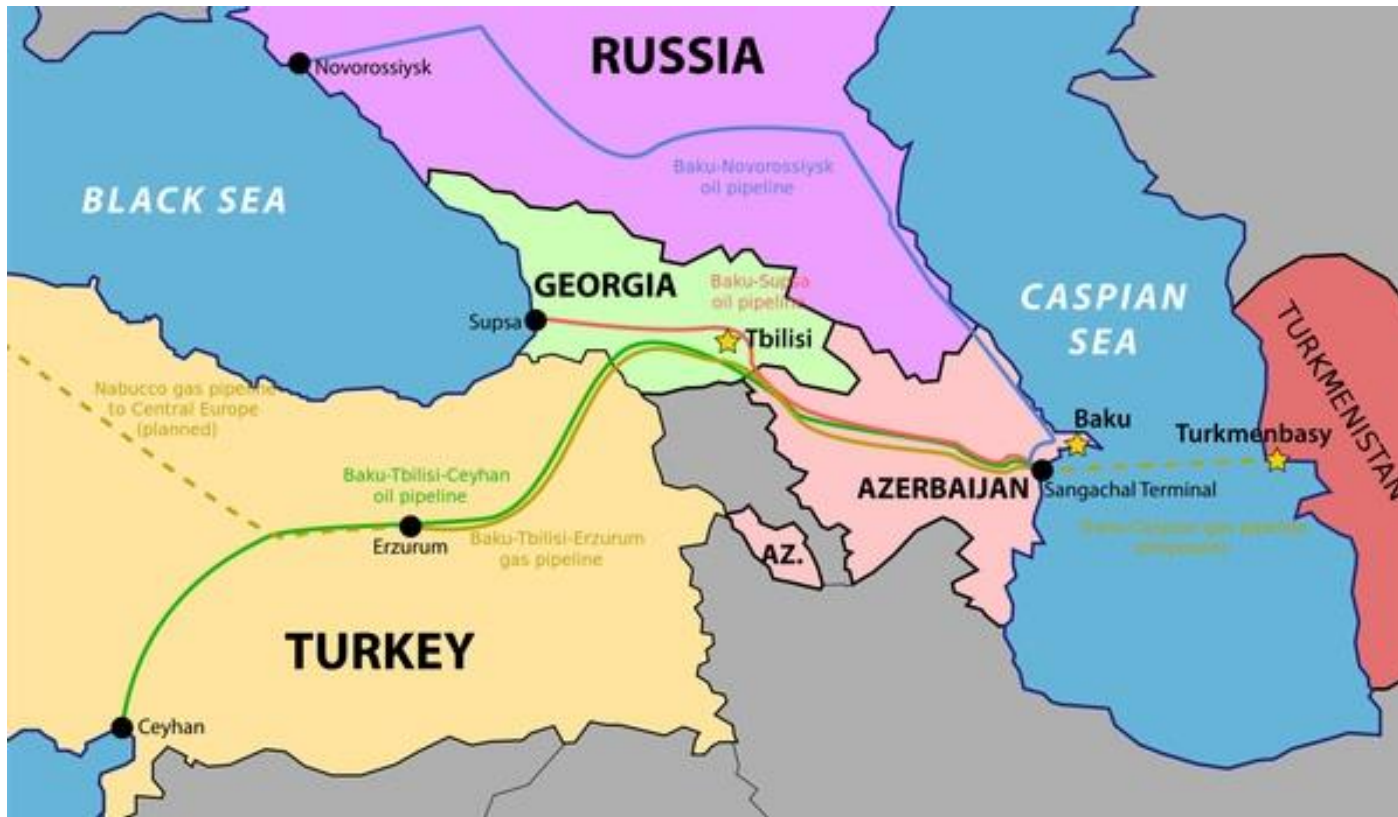 RUSSIA
Novorossiysk
Baku-Novorossiysk
oil pipeline
BLACK SEA
GEORGIA
Baku-Supsa
oil pipeline
CASPIAN
SEA
Supsa
Tbilisi
TURKMENISTAN
Nabucco gas pipeline
to Central Europe
(planned)
Baku
Turkmenbasy
Baku-Tbilisi-Ceyhan
oil pipeline
AZERBAIJAN
Sangachal Terminal
Erzurum
Baku-Tbilisi-Erzurum
gas pipeline
gas pipeline
AZ.
TURKEY
Ceyhan